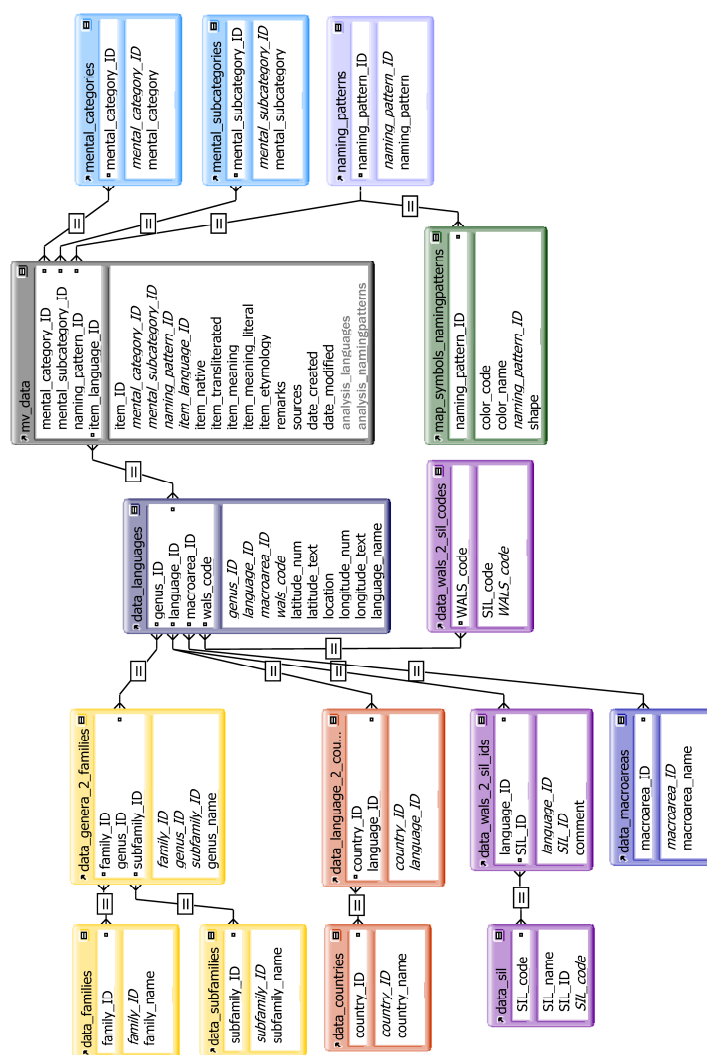 data_families
family_ID
family_ID
family_name
data_subfamilies
subfamily_ID
subfamily_ID
subfamily_name
data_countries
country_ID
country_ID
country_name
data_sil
SIL_code
SIL_name
SIL_ID
SIL_code
data_genera_2_families
family_ID
genus_ID
subfamily_ID
family_ID
genus_ID
subfamily_ID
genus_name
data_language_2_cou...
country_ID
language_ID
country_ID
language_ID
data_wals_2_sil_ids
language_ID
SIL_ID
language_ID
SIL_ID
comment
data_macroareas
macroarea_ID
macroarea_ID
macroarea_name
data_languages
genus_ID
language_ID
macroarea_ID
wals_code
genus_ID
language_ID
macroarea_ID
wals_code
latitude_num
latitude_text
location
longitude_num
longitude_text
language_name
data_wals_2_sil_codes
WALS_code
SIL_code
WALS_code
my_data
mental_category_ID
mental_subcategory_ID
naming_pattern_ID
item_language_ID
item_ID
mental_category_ID
mental_subcategory_ID
naming_pattern_ID
item_language_ID
item_native
item_transliterated
item_meaning
item_meaning_literal
item_etymology
remarks
sources
date_created
date_modified
analysis_languages
analysis_namingpatterns
map_symbols_namingpatterns
naming_pattern_ID
color_code
color_name
naming_pattern_ID
shape
mental_categories
mental_category_ID
mental_category_ID
mental_category
mental_subcategories
mental_subcategory_ID
mental_subcategory_ID
mental_subcategory
naming_patterns
naming_pattern_ID
naming_pattern_ID
naming_pattern